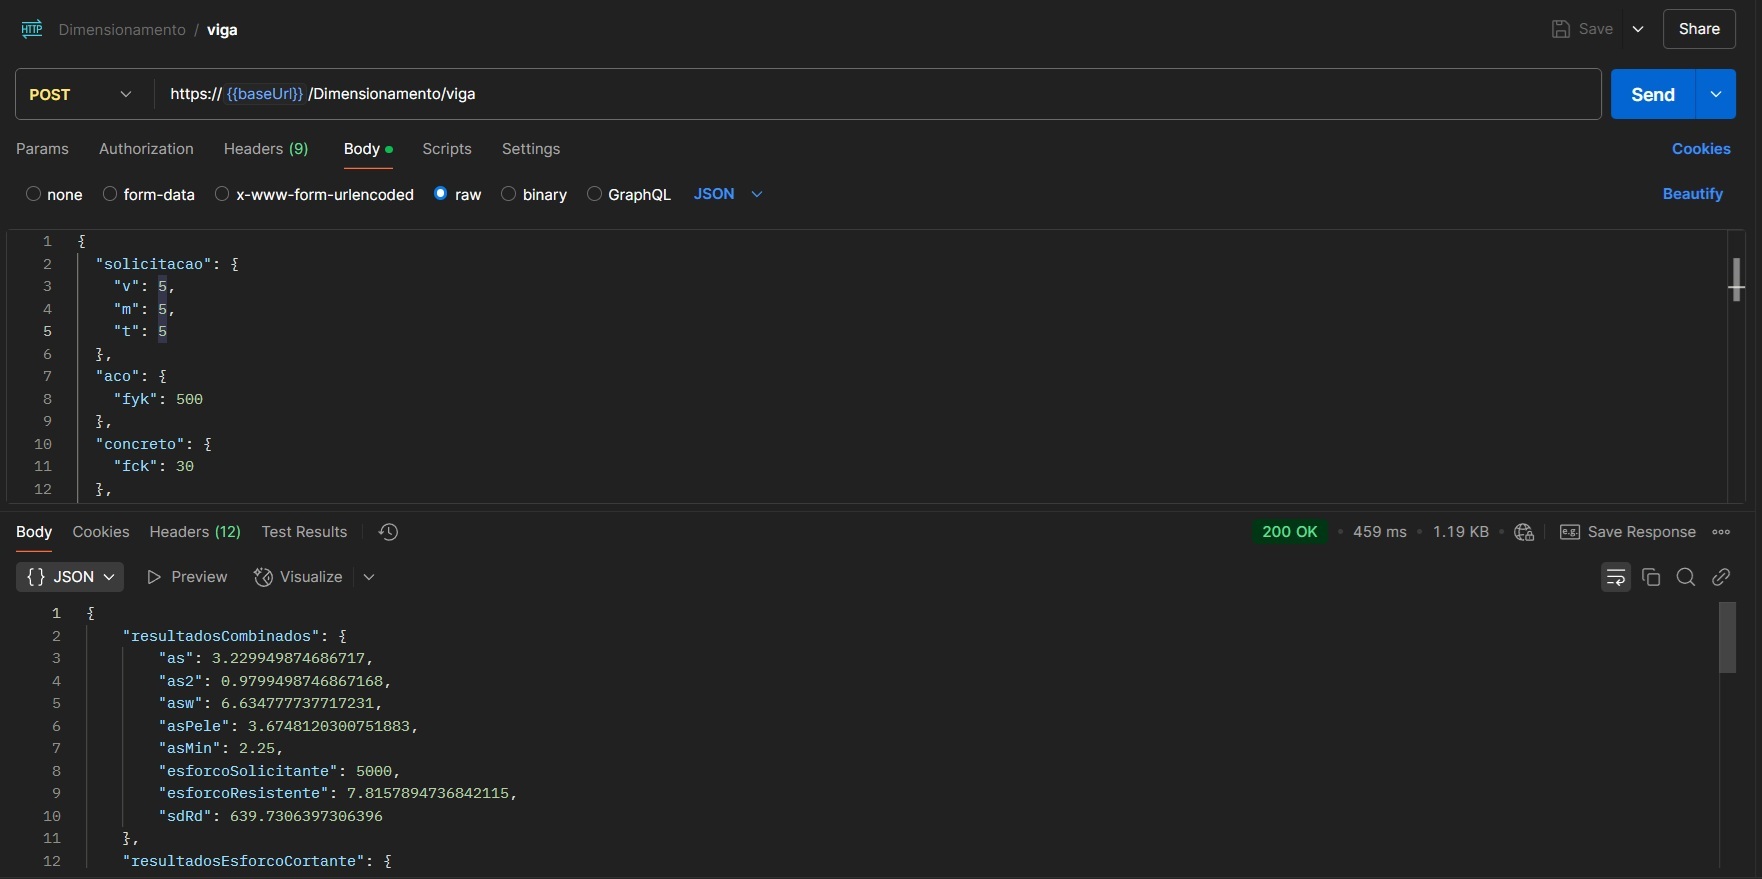 HTTP Dimensionamento / viga Save Share
POST https:// {{baseUrl}} /Dimensionamento/viga Send
Params Authorization Headers (9) Body Scripts Settings Cookies
none form-data x-www-form-urlencoded raw binary GraphQL JSON Beautify
1 {
2 "solicitacao": {
3 "v": 5,
4 "m": 5,
5 "t": 5
6 },
7 "aco": {
8 "fyk": 500
9 },
10 "concreto": {
11 "fck": 30
12 },
Body Cookies Headers (12) Test Results 200 OK • 459 ms • 1.19 KB • e.g. Save Response
{} JSON Preview Visualize
1 {
2 "resultadosCombinados": {
3 "as": 3.229949874686717,
4 "as2": 0.9799498746867168,
5 "asw": 6.634777737717231,
6 "asPele": 3.6748120300751883,
7 "asMin": 2.25,
8 "esforcoSolicitante": 5000,
9 "esforcoResistente": 7.8157894736842115,
10 "sdRd": 639.7306397306396
11 },
12 "resultadosEsforcoCortante": {